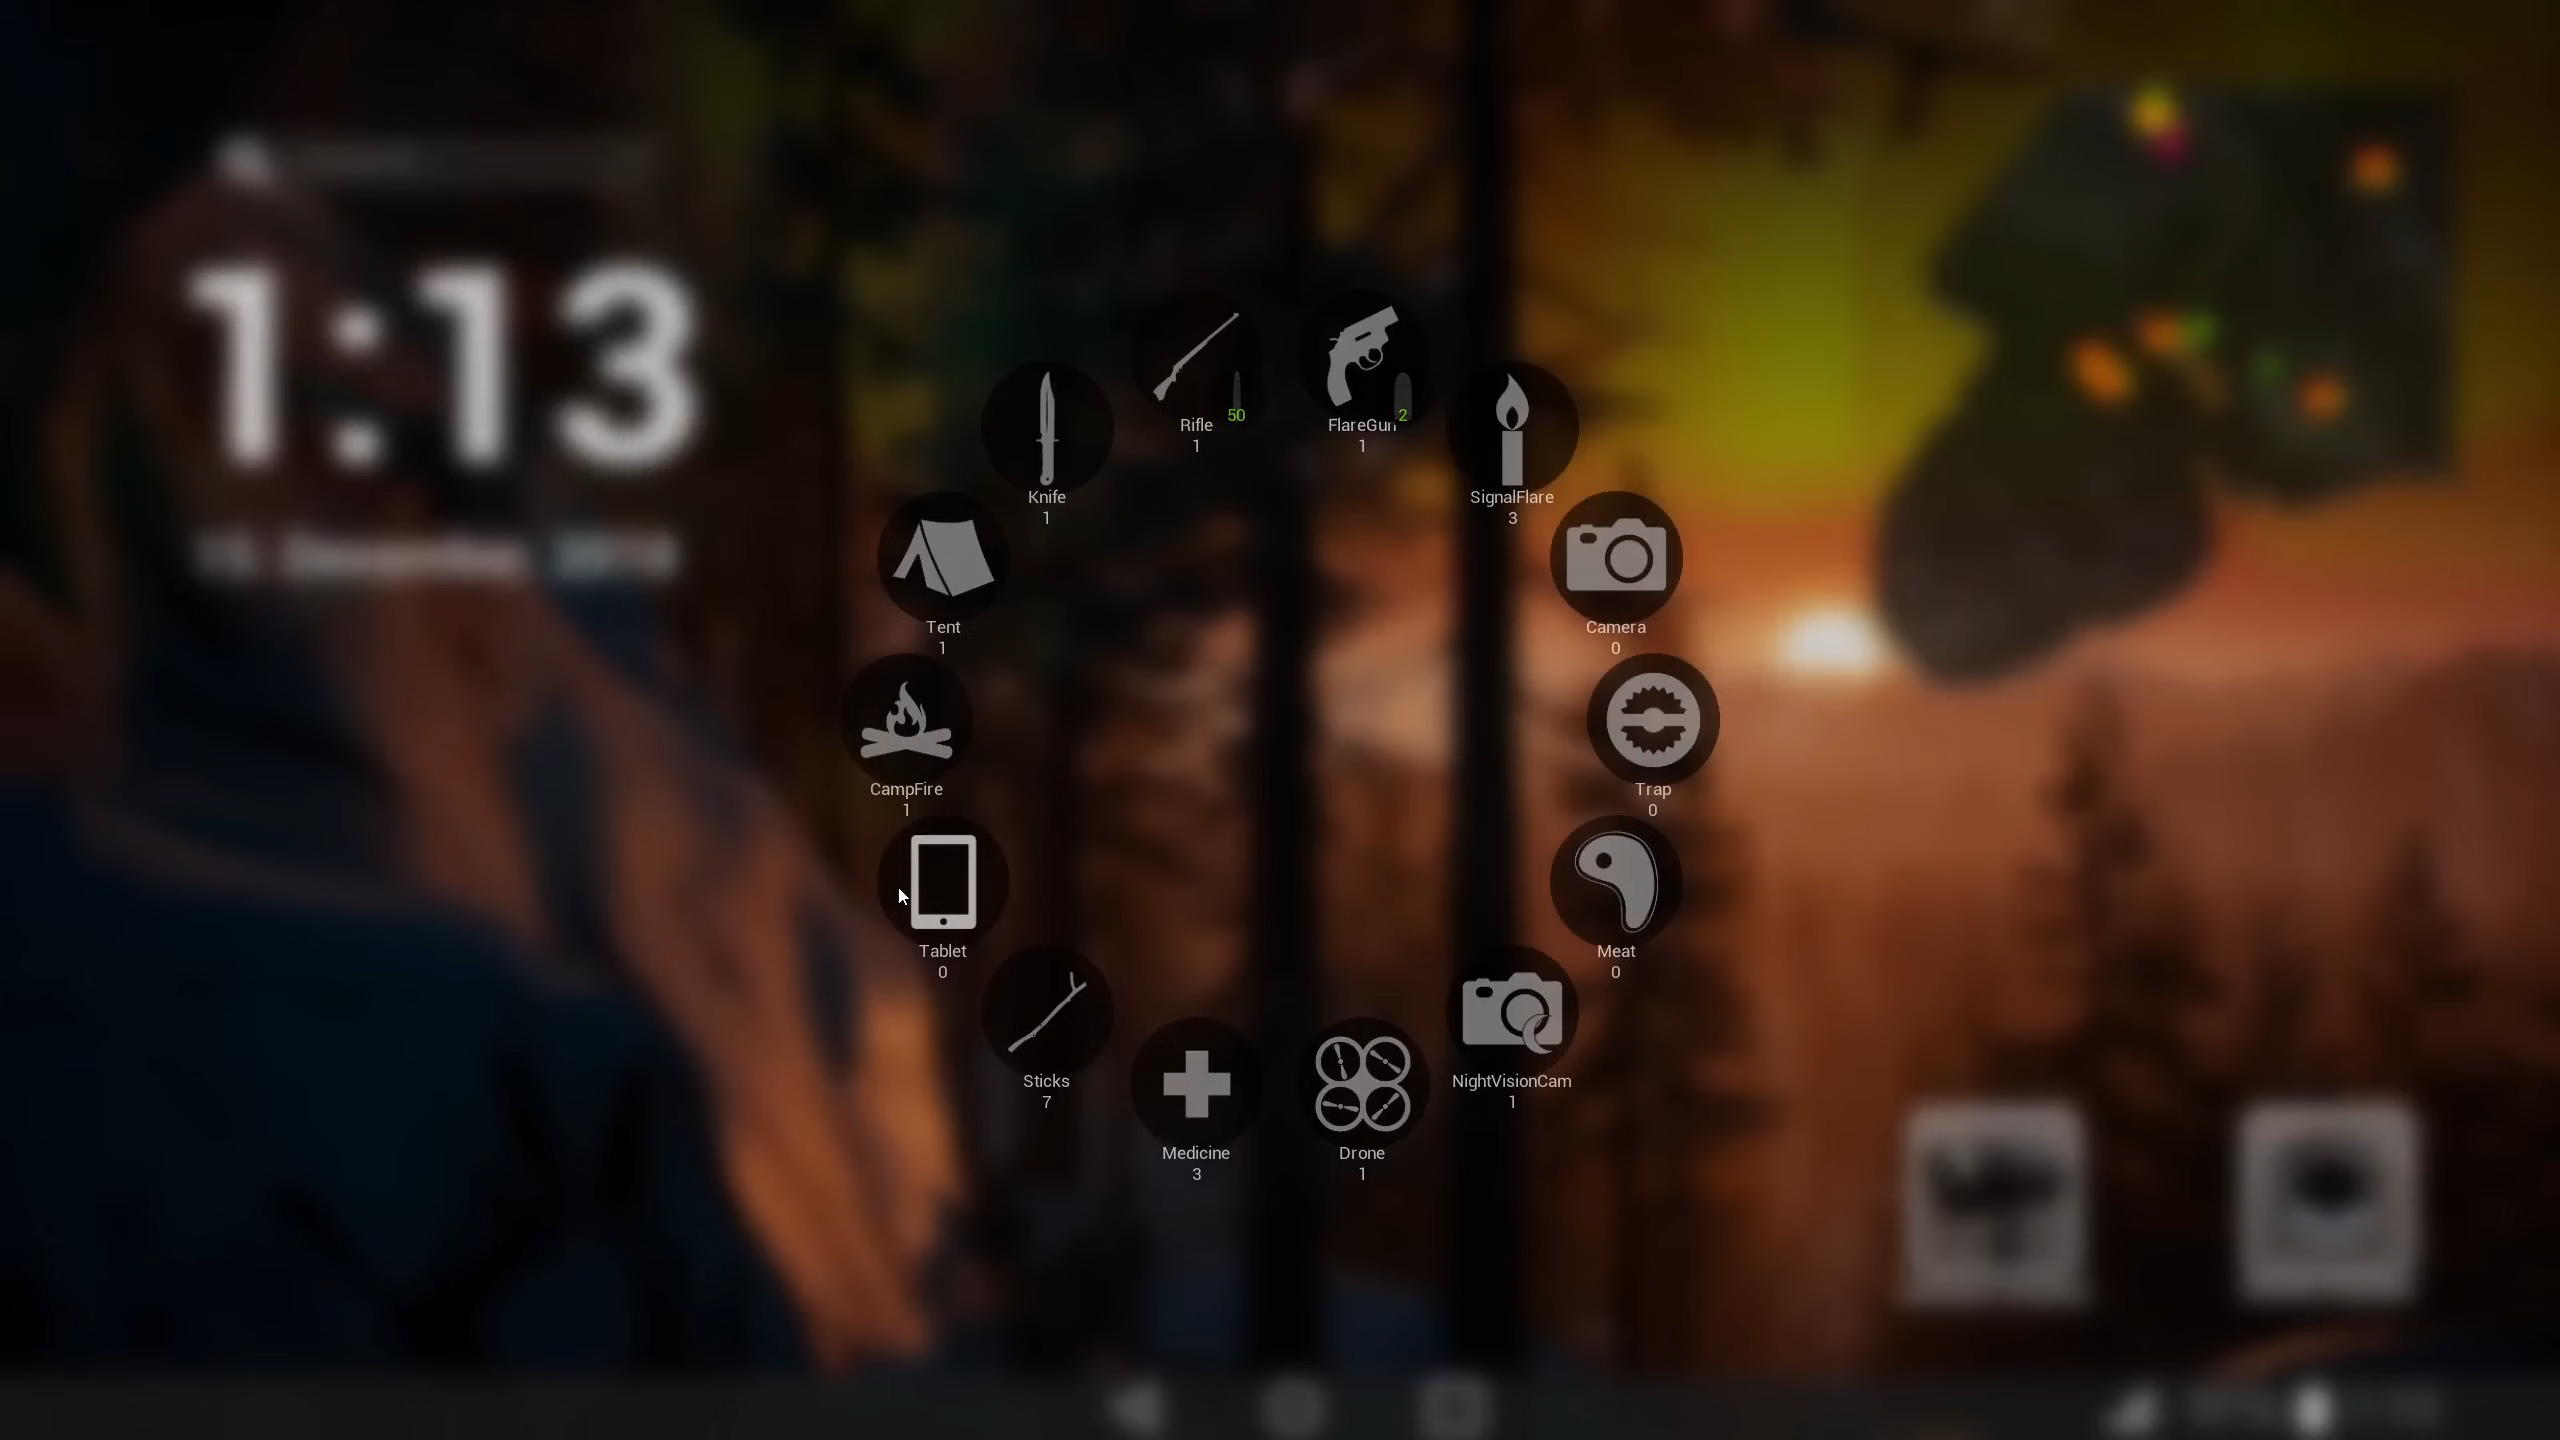 1:13
Rifle
50
1
FlareGun
2
1
Knife
1
SignalFlare
3
Tent
1
Camera
0
CampFire
1
Trap
0
Tablet
0
Meat
0
Sticks
7
NightVisionCam
1
Medicine
3
Drone
1